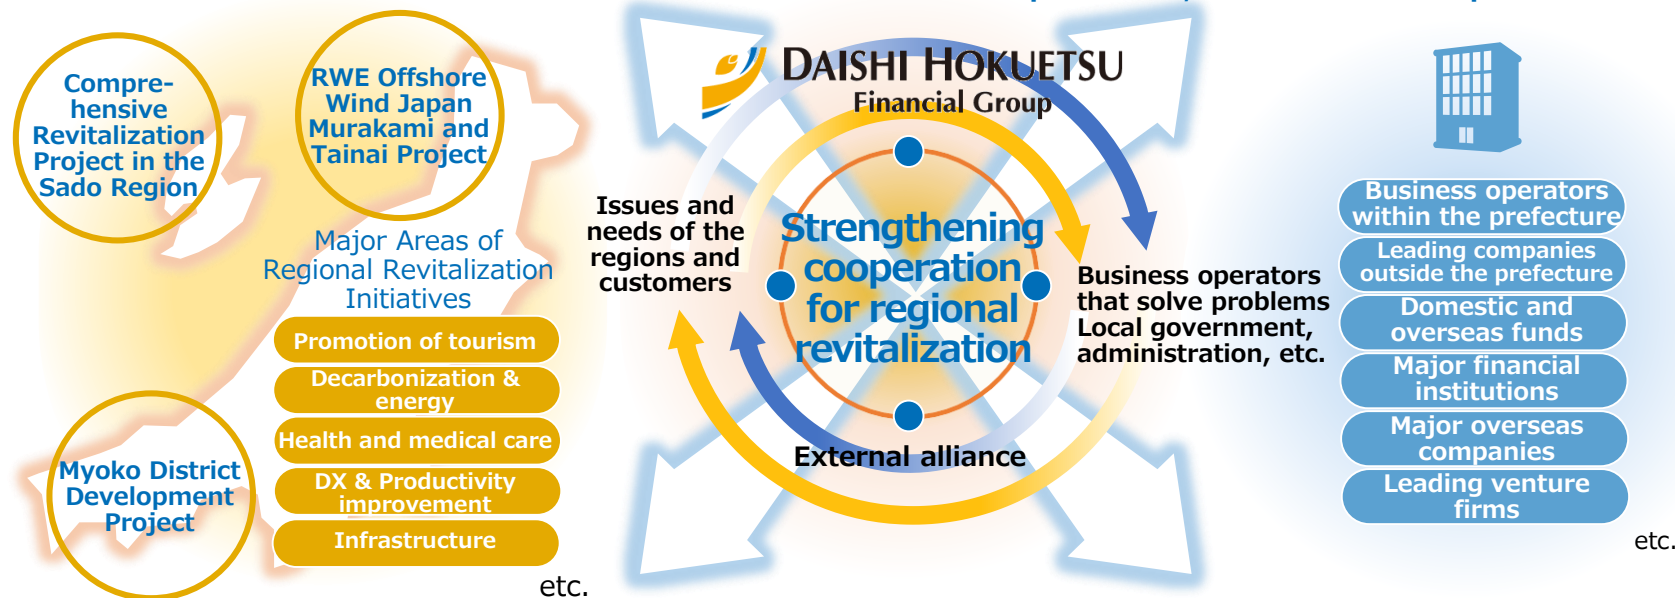 Compre-
hensive
Revitalization
Project in the
Sado Region
RWE Offshore
Wind Japan
Murakami and
Tainai Project
Major Areas of
Regional Revitalization
Initiatives
Promotion of tourism
Decarbonization &
energy
Health and medical care
DX & Productivity
improvement
Infrastructure
etc.
Myoko District
Development
Project
DAISHI HOKUETSU
Financial Group
Issues and
needs of the
regions and
customers
Strengthening
cooperation
for regional
revitalization
Business operators
that solve problems
Local government,
administration, etc.
External alliance
Business operators
within the prefecture
Leading companies
outside the prefecture
Domestic and
overseas funds
Major financial
institutions
Major overseas
companies
Leading venture
firms
etc.